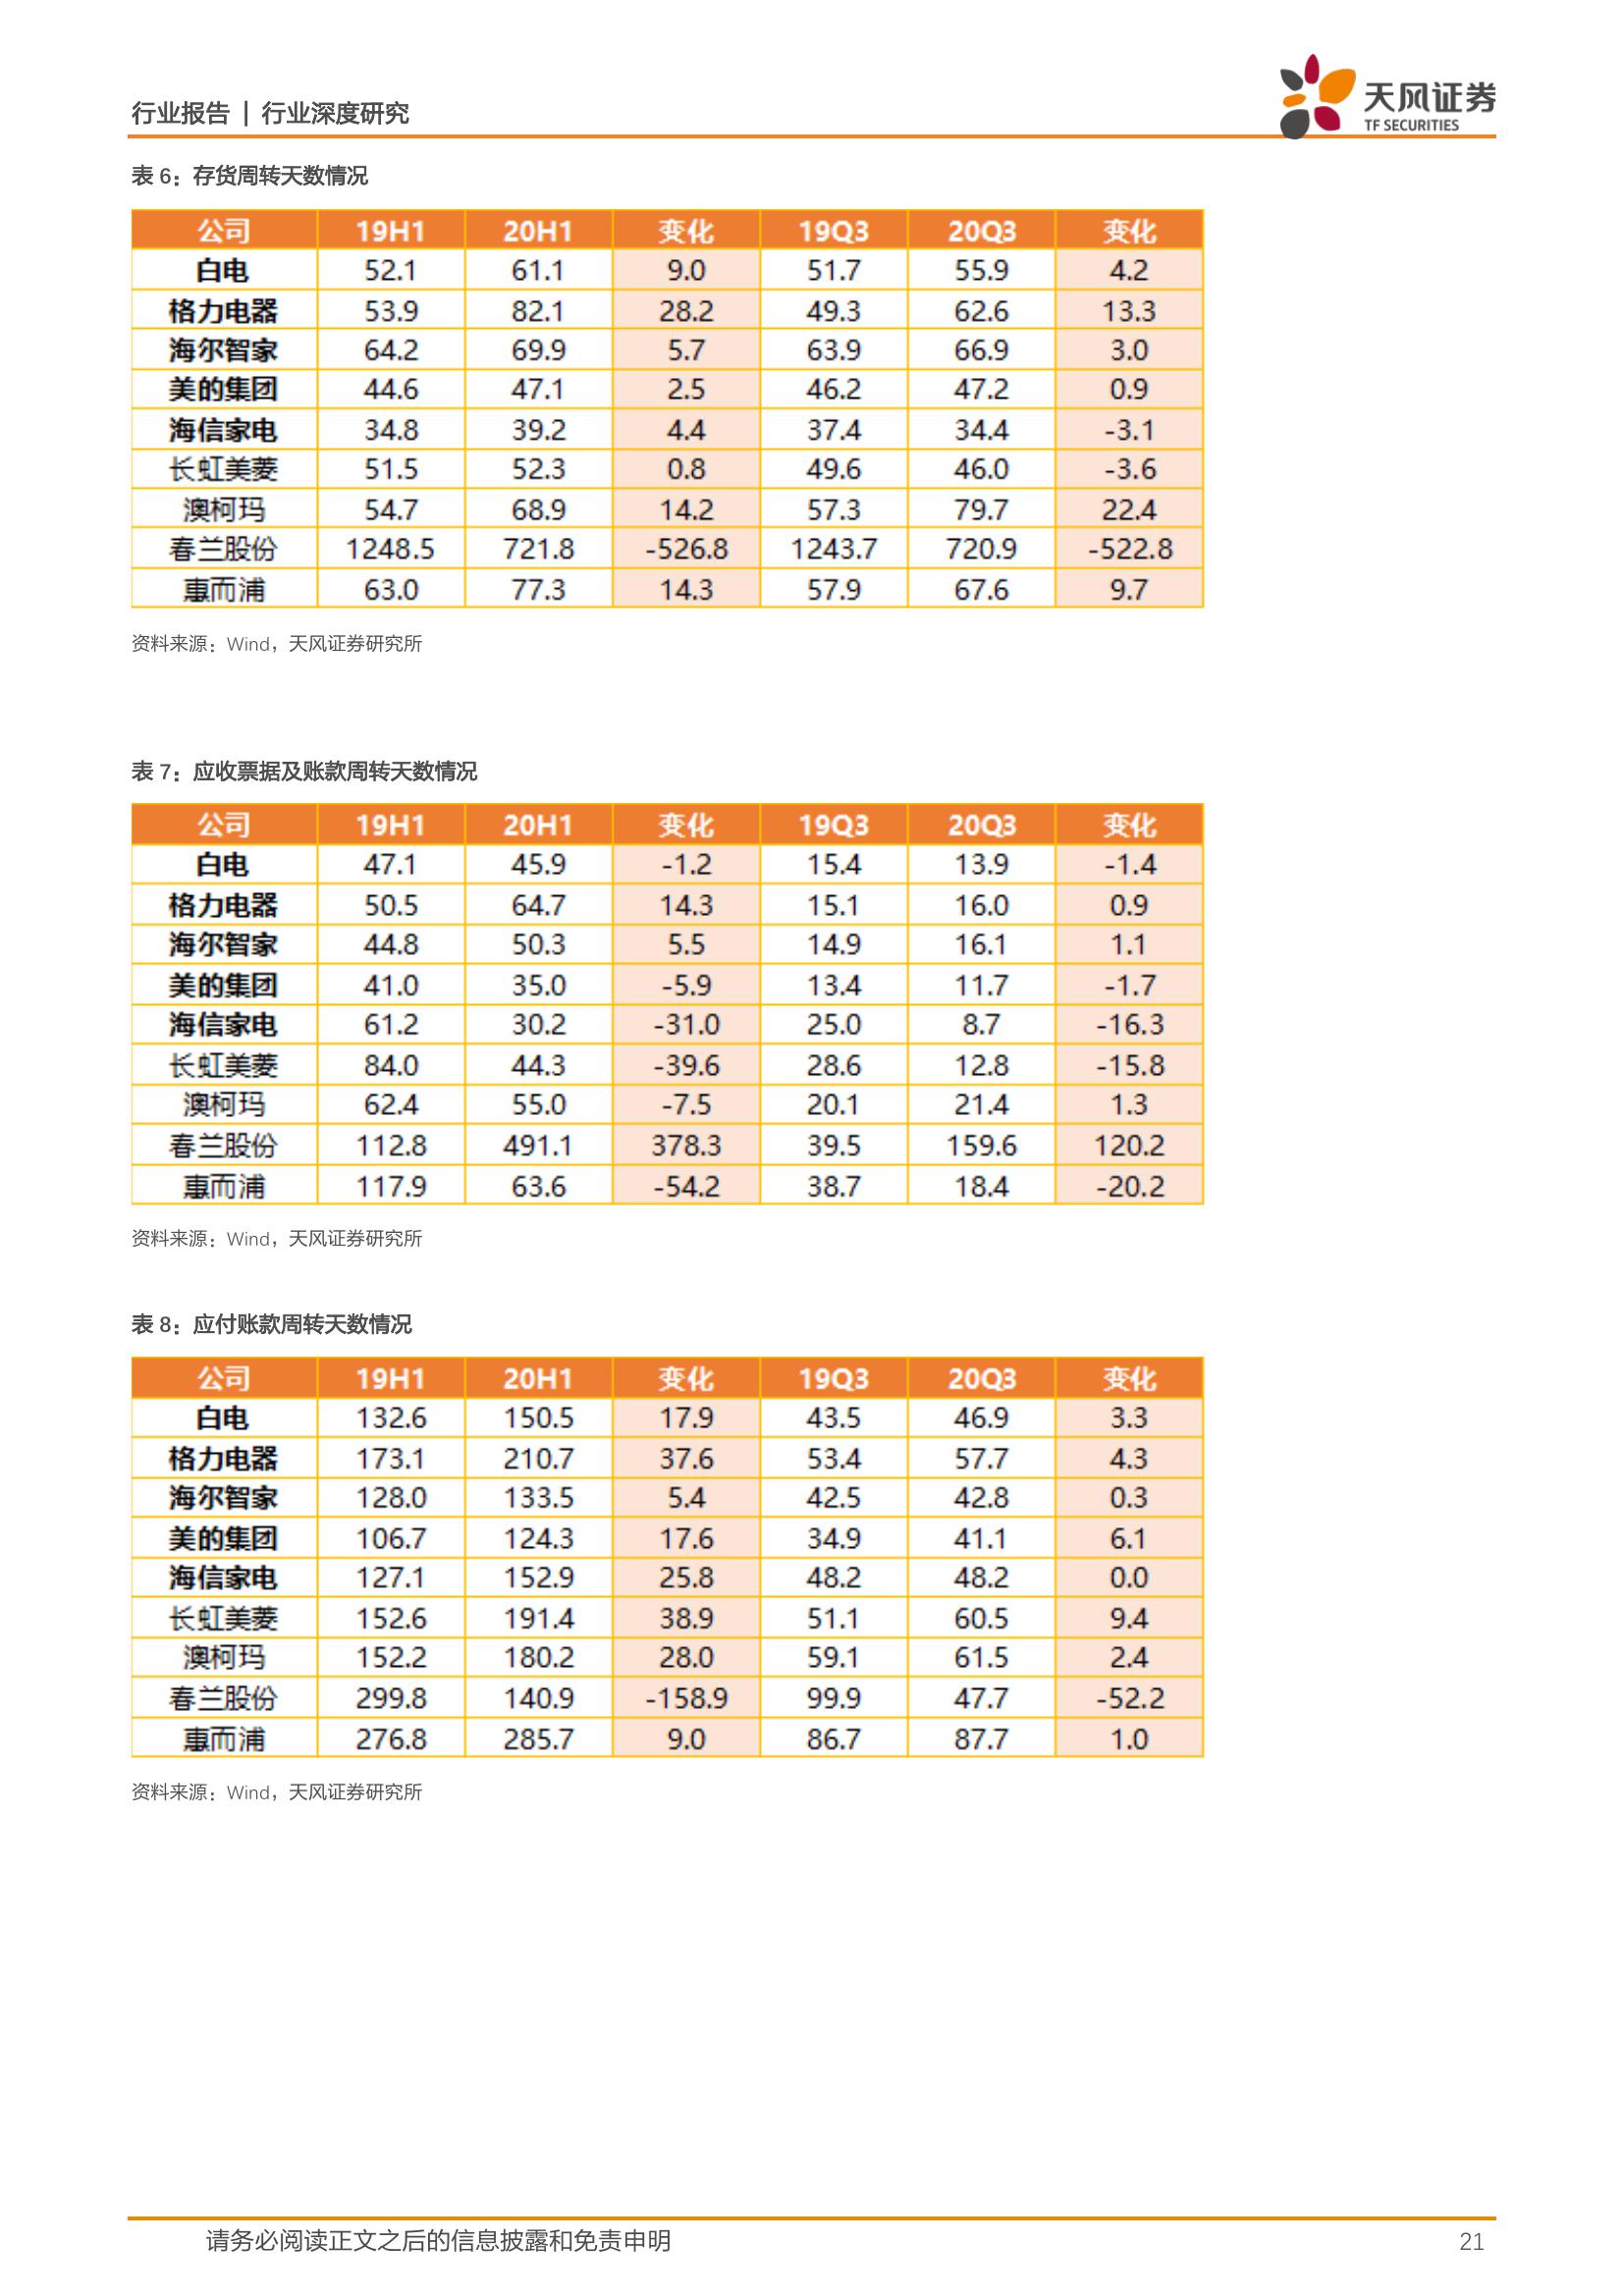 行业报告 | 行业深度研究
天风证券
TF SECURITIES
表 6：存货周转天数情况
公司 19H1 20H1 变化 19Q3 20Q3 变化
白电 52.1 61.1 9.0 51.7 55.9 4.2
格力电器 53.9 82.1 28.2 49.3 62.6 13.3
海尔智家 64.2 69.9 5.7 63.9 66.9 3.0
美的集团 44.6 47.1 2.5 46.2 47.2 0.9
海信家电 34.8 39.2 4.4 37.4 34.4 -3.1
长虹美菱 51.5 52.3 0.8 49.6 46.0 -3.6
澳柯玛 54.7 68.9 14.2 57.3 79.7 22.4
春兰股份 1248.5 721.8 -526.8 1243.7 720.9 -522.8
惠而浦 63.0 77.3 14.3 57.9 67.6 9.7
资料来源：Wind，天风证券研究所
表 7：应收票据及账款周转天数情况
公司 19H1 20H1 变化 19Q3 20Q3 变化
白电 47.1 45.9 -1.2 15.4 13.9 -1.4
格力电器 50.5 64.7 14.3 15.1 16.0 0.9
海尔智家 44.8 50.3 5.5 14.9 16.1 1.1
美的集团 41.0 35.0 -5.9 13.4 11.7 -1.7
海信家电 61.2 30.2 -31.0 25.0 8.7 -16.3
长虹美菱 84.0 44.3 -39.6 28.6 12.8 -15.8
澳柯玛 62.4 55.0 -7.5 20.1 21.4 1.3
春兰股份 112.8 491.1 378.3 39.5 159.6 120.2
惠而浦 117.9 63.6 -54.2 38.7 18.4 -20.2
资料来源：Wind，天风证券研究所
表 8：应付账款周转天数情况
公司 19H1 20H1 变化 19Q3 20Q3 变化
白电 132.6 150.5 17.9 43.5 46.9 3.3
格力电器 173.1 210.7 37.6 53.4 57.7 4.3
海尔智家 128.0 133.5 5.4 42.5 42.8 0.3
美的集团 106.7 124.3 17.6 34.9 41.1 6.1
海信家电 127.1 152.9 25.8 48.2 48.2 0.0
长虹美菱 152.6 191.4 38.9 51.1 60.5 9.4
澳柯玛 152.2 180.2 28.0 59.1 61.5 2.4
春兰股份 299.8 140.9 -158.9 99.9 47.7 -52.2
惠而浦 276.8 285.7 9.0 86.7 87.7 1.0
资料来源：Wind，天风证券研究所
请务必阅读正文之后的信息披露和免责申明 21